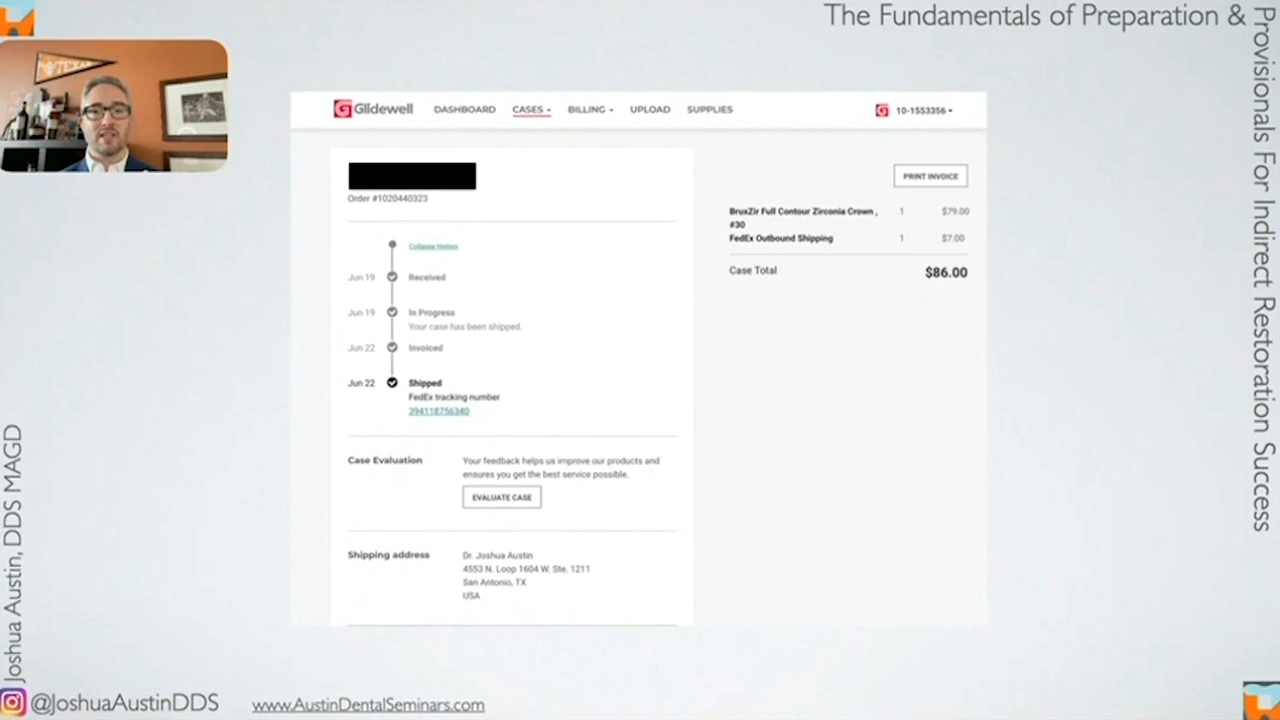 The Fundamentals of Preparation &
Provisionals For Indirect Restoration Success
TEXAS
Glidewell
DASHBOARD
CASES
BILLING
UPLOAD
SUPPLIES
10-1553356
Order #1020440323
Collapse History
Jun 19 Received
Jun 19 In Progress
Your case has been shipped.
Jun 22 Invoiced
Jun 22 Shipped
FedEx tracking number
394118756340
Case Evaluation
Your feedback helps us improve our products and
ensures you get the best service possible.
EVALUATE CASE
Shipping address
Dr. Joshua Austin
4553 N. Loop 1604 W. Ste. 1211
San Antonio, TX
USA
PRINT INVOICE
BruxZir Full Contour Zirconia Crown , 1 $79.00
#30
FedEx Outbound Shipping 1 $7.00
Case Total $86.00
Joshua Austin, DDS MAGD
@JoshuaAustinDDS
www.AustinDentalSeminars.com